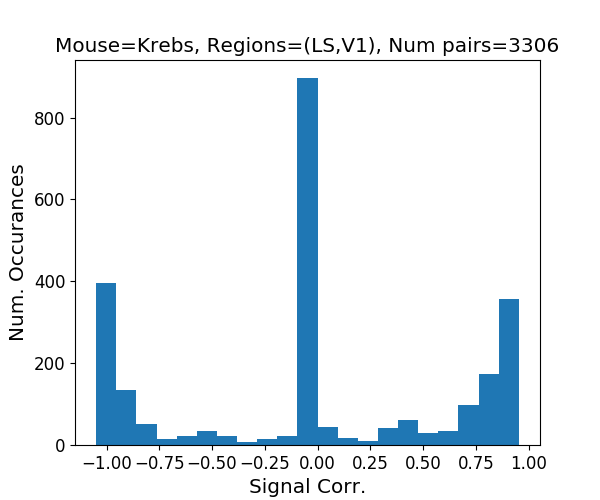 Mouse=Krebs, Regions=(LS,V1), Num pairs=3306
800
600
400
200
0
Num. Occurances
−1.00 −0.75 −0.50 −0.25 0.00 0.25 0.50 0.75 1.00
Signal Corr.